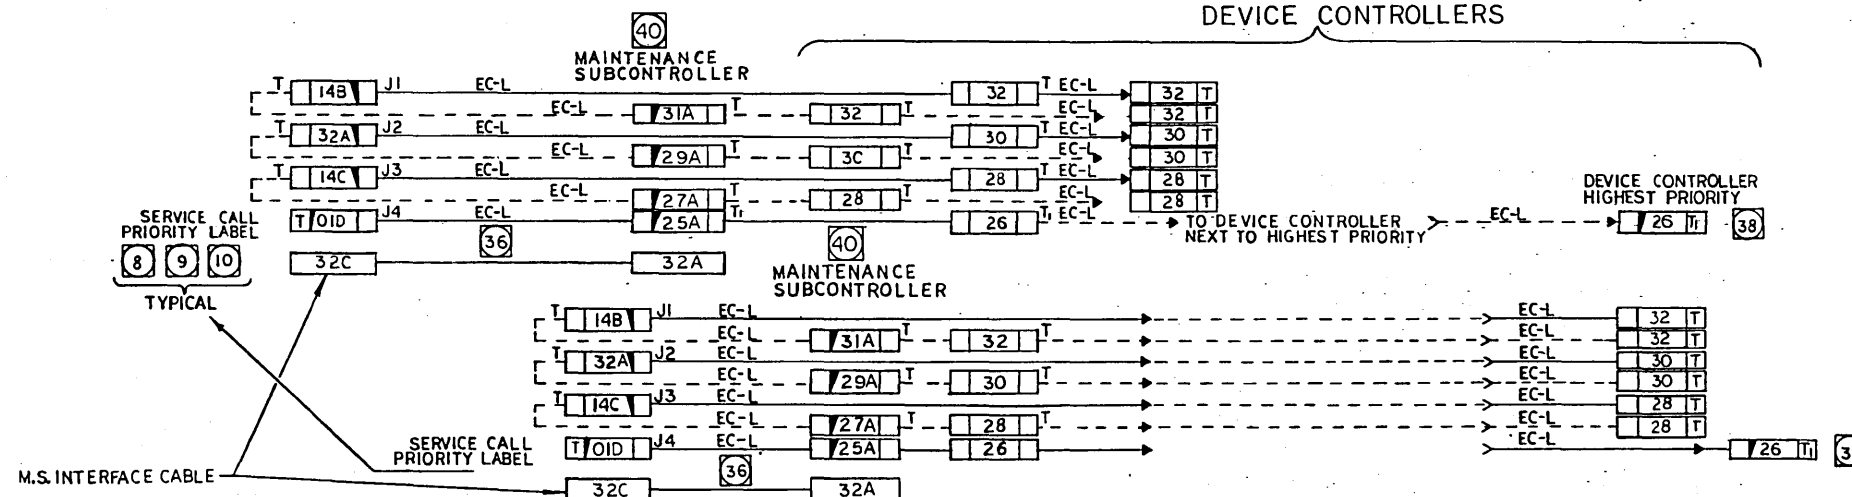 DEVICE CONTROLLERS
40
MAINTENANCE
SUBCONTROLLER
T 14B J1 EC-L 32 T EC-L 32 T
EC-L 31A T 32 T EC-L 32 T
T 32A J2 EC-L 30 T EC-L 30 T
EC-L 29A T 3C T EC-L 30 T
T 14C J3 EC-L 28 T EC-L 28 T
EC-L 27A T 28 T EC-L 28 T
DEVICE CONTROLLER
HIGHEST PRIORITY
SERVICE CALL
PRIORITY LABEL
T 01D J4 EC-L 25A T1 26 T1 EC-L TO DEVICE CONTROLLER
NEXT TO HIGHEST PRIORITY
EC-L 26 T1 38
8 9 10
TYPICAL
36
32C 32A
40
MAINTENANCE
SUBCONTROLLER
T 14B J1 EC-L EC-L 32 T
EC-L 31A T 32 T EC-L 32 T
T 32A J2 EC-L EC-L 30 T
EC-L 29A T 30 T EC-L 30 T
T 14C J3 EC-L EC-L 28 T
EC-L 27A T 28 T EC-L 28 T
SERVICE CALL
PRIORITY LABEL
T 01D J4 EC-L 25A 26 EC-L 26 T1
36
M.S. INTERFACE CABLE
32C 32A